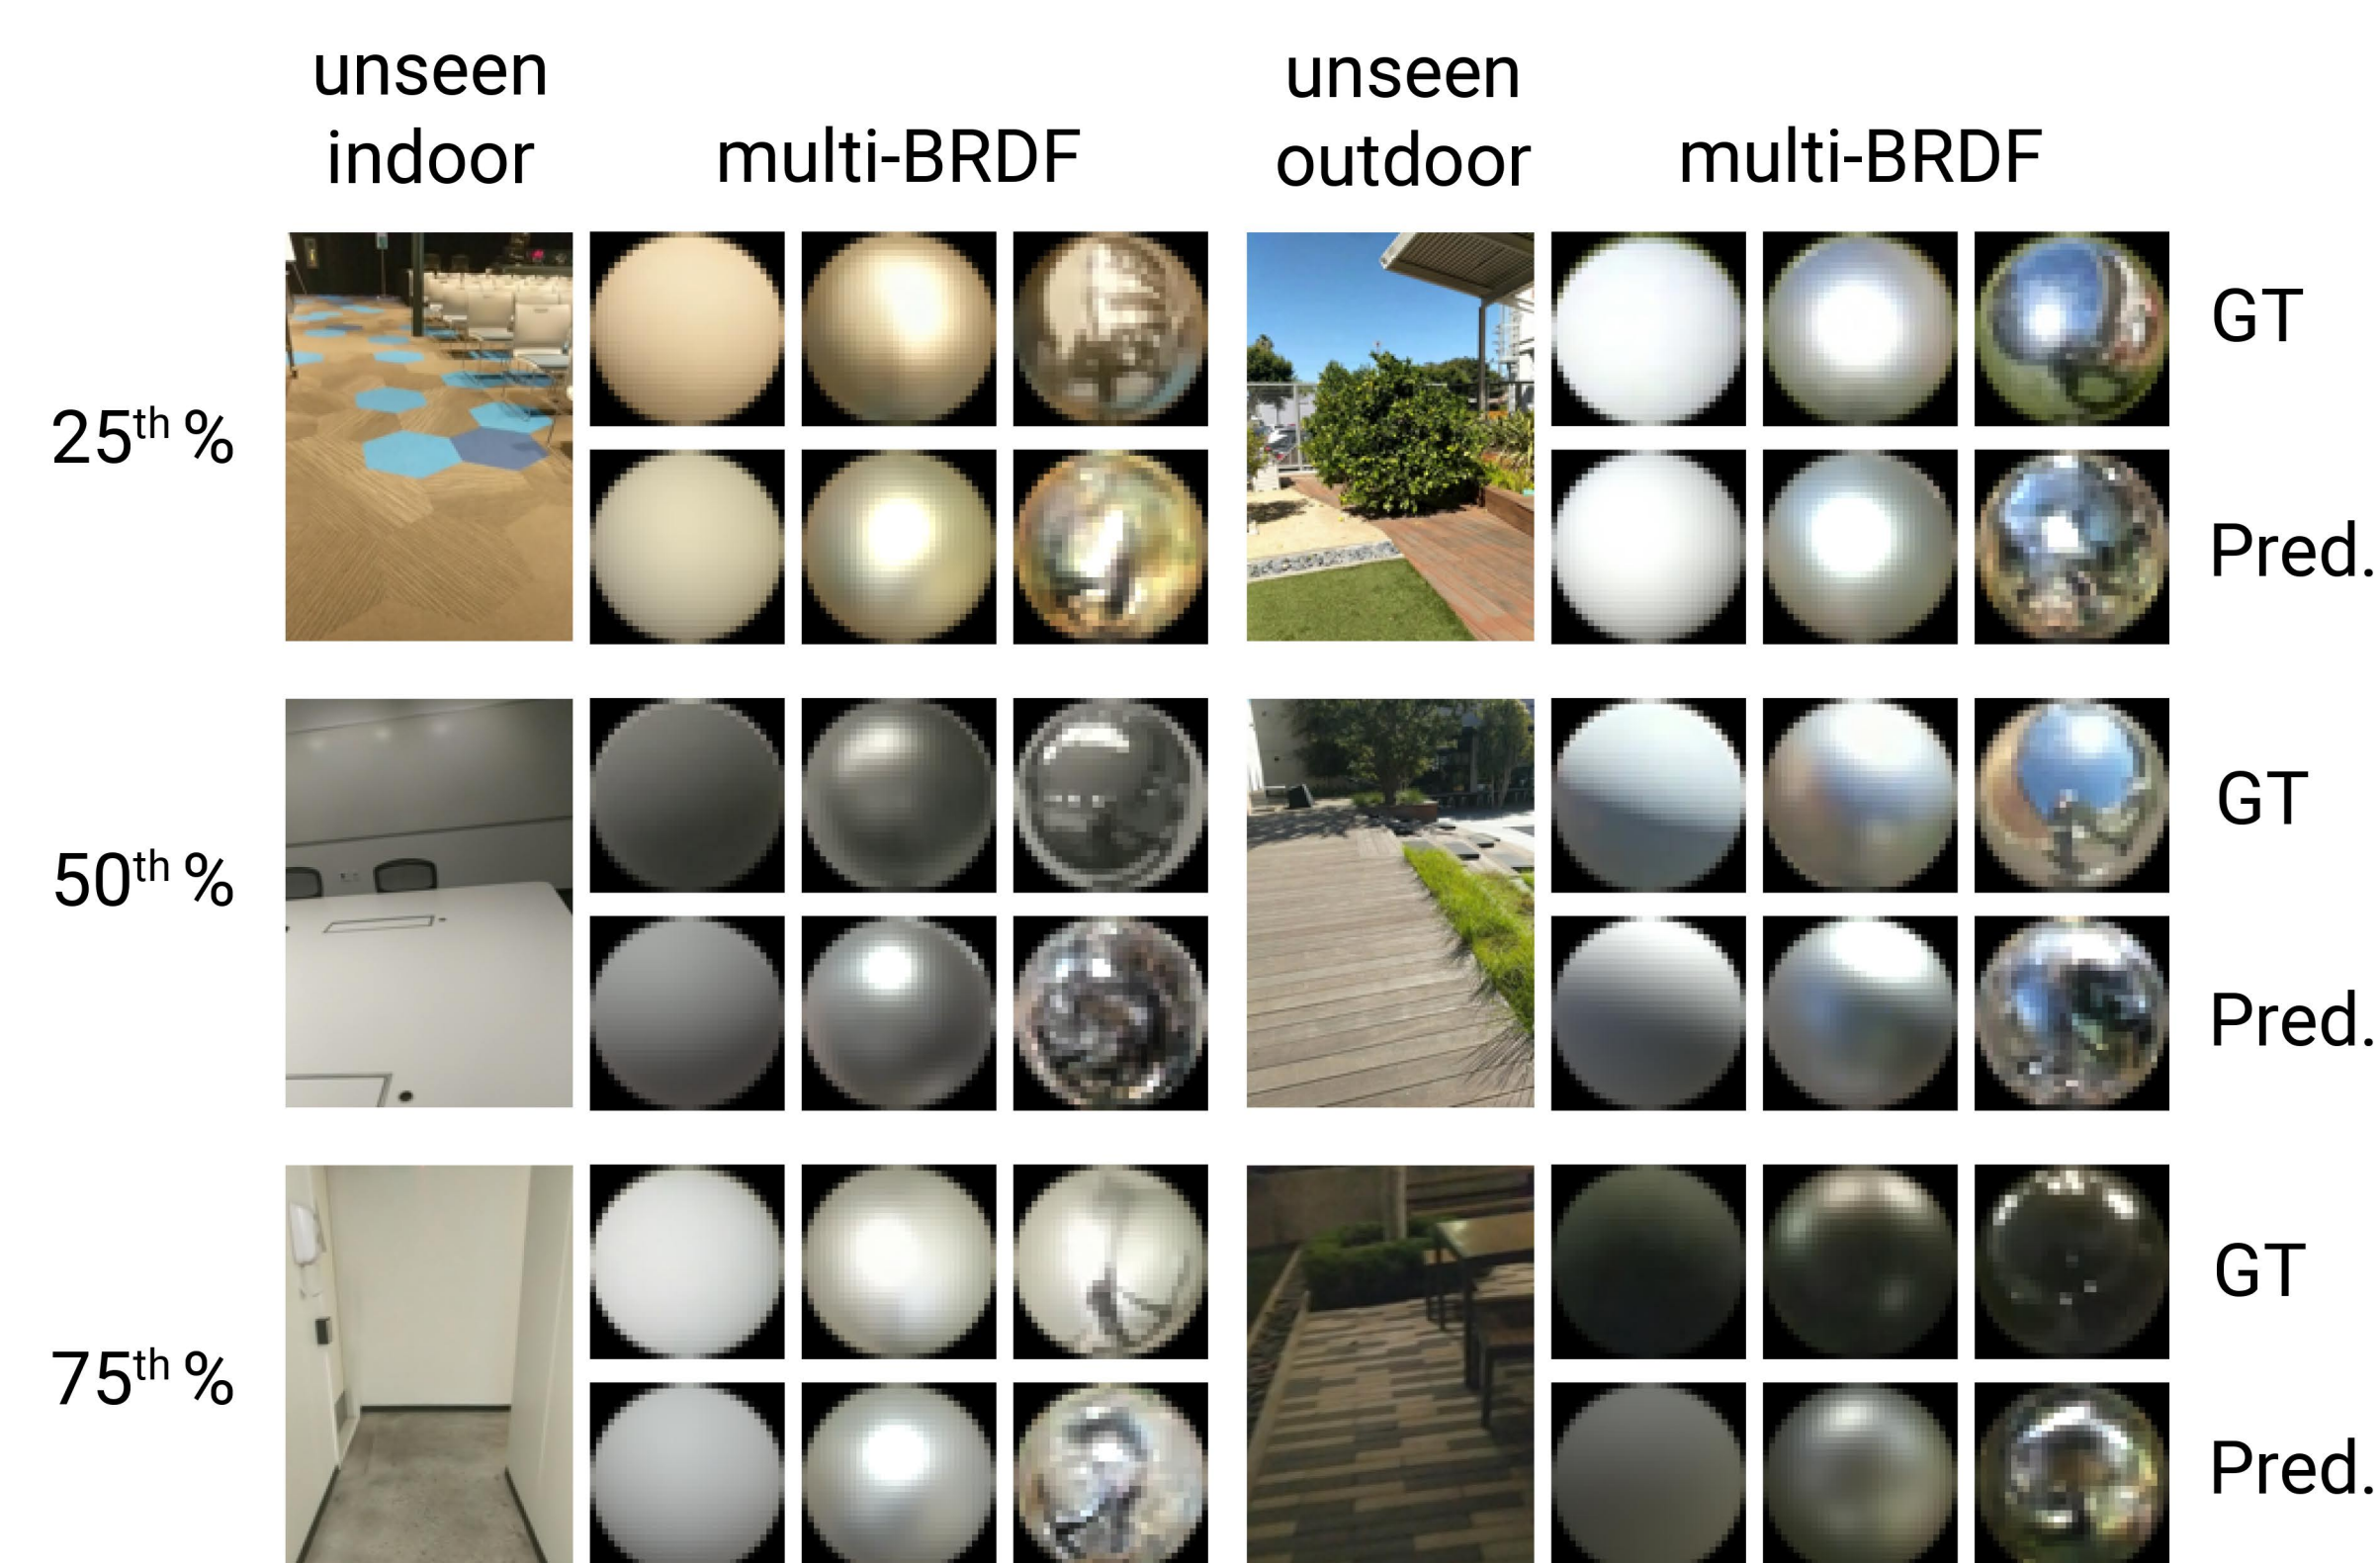 unseen
indoor
multi-BRDF
unseen
outdoor
multi-BRDF
25th %
GT
Pred.
50th %
GT
Pred.
75th %
GT
Pred.